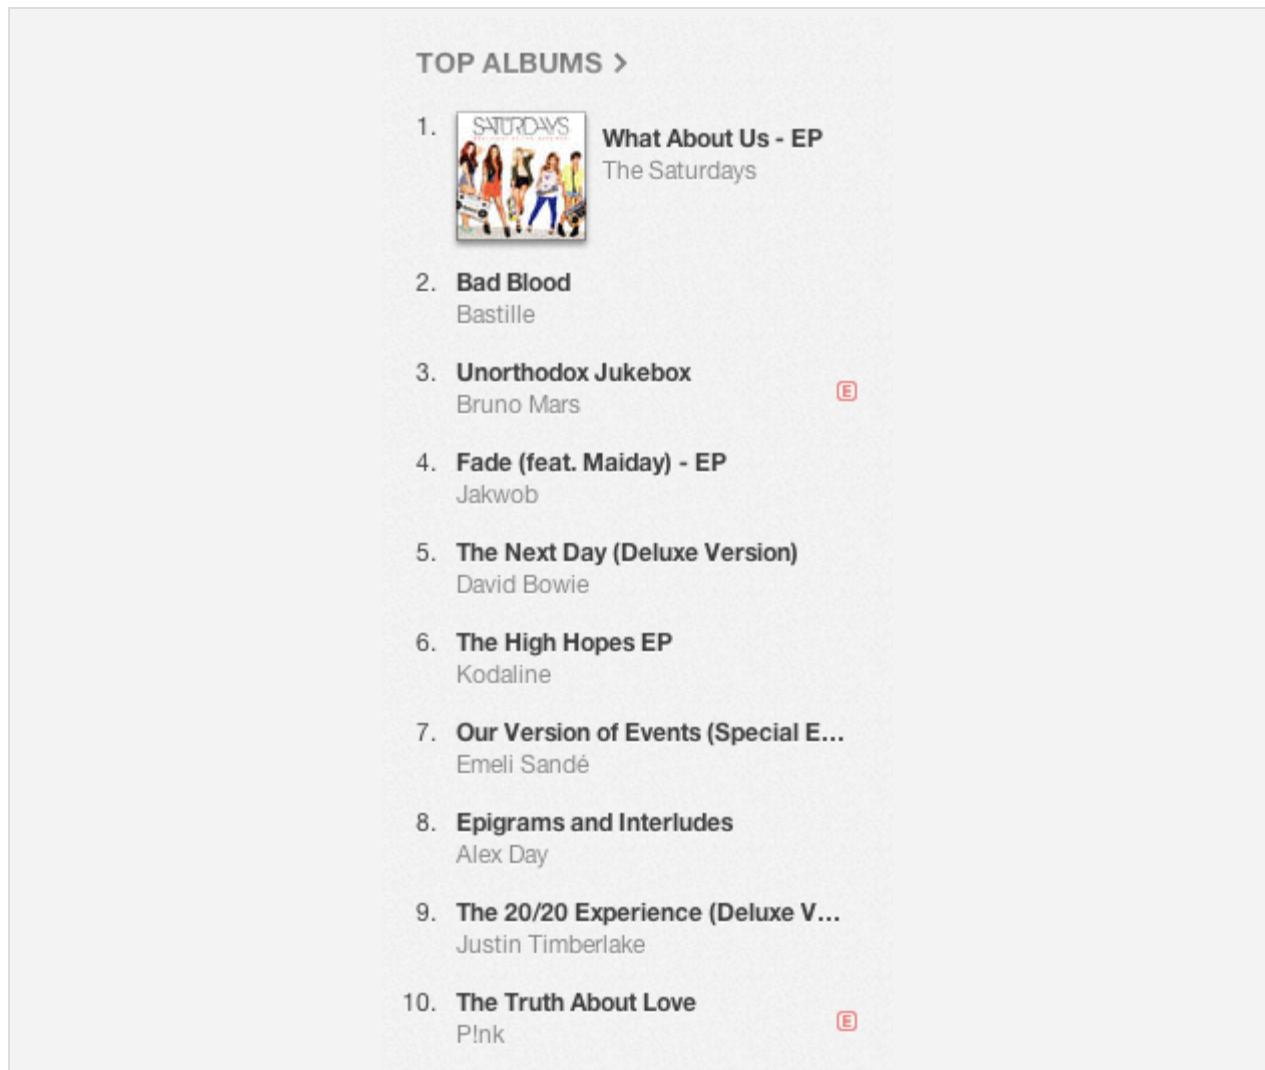 TOP ALBUMS >
1.
SATURDAYS
What About Us - EP
The Saturdays
2. Bad Blood
Bastille
3. Unorthodox Jukebox
Bruno Mars
E
4. Fade (feat. Maiday) - EP
Jakwob
5. The Next Day (Deluxe Version)
David Bowie
6. The High Hopes EP
Kodaline
7. Our Version of Events (Special E...
Emeli Sandé
8. Epigrams and Interludes
Alex Day
9. The 20/20 Experience (Deluxe V...
Justin Timberlake
10. The Truth About Love
P!nk
E